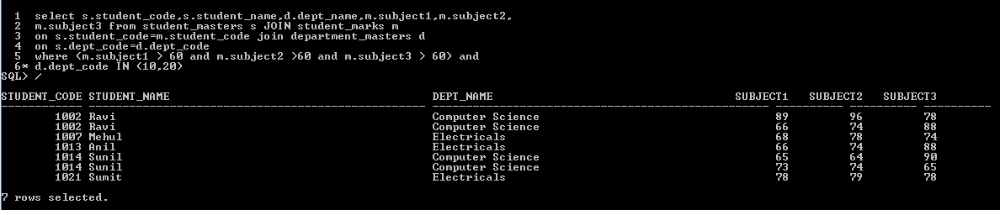 1 select s.student_code,s.student_name,d.dept_name,m.subject1,m.subject2,
2 m.subject3 from student_masters s JOIN student_marks m
3 on s.student_code=m.student_code join department_masters d
4 on s.dept_code=d.dept_code
5 where (m.subject1 > 60 and m.subject2 >60 and m.subject3 > 60) and
6* d.dept_code IN (10,20)
SQL> /
STUDENT_CODE STUDENT_NAME DEPT_NAME SUBJECT1 SUBJECT2 SUBJECT3
1002 Ravi Computer Science 89 96 78
1002 Ravi Computer Science 66 74 88
1007 Mehul Electricals 68 78 74
1013 Anil Electricals 66 74 88
1014 Sunil Computer Science 65 64 90
1014 Sunil Computer Science 73 74 65
1021 Sumit Electricals 78 79 78
7 rows selected.